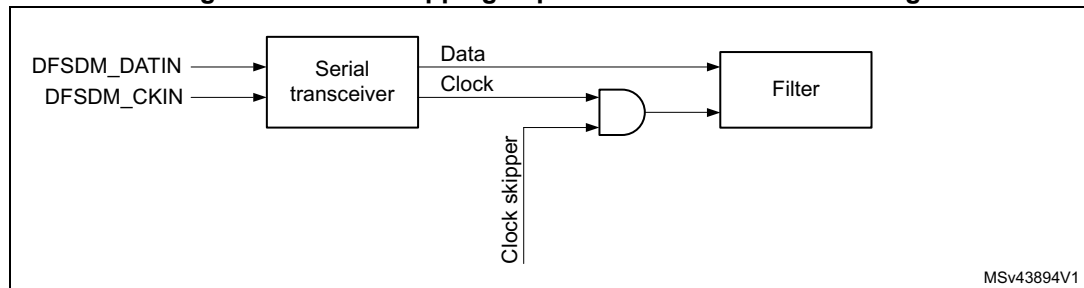 DFSDM_DATIN
DFSDM_CKIN
Serial
transceiver
Data
Clock
Filter
Clock skipper
MSv43894V1